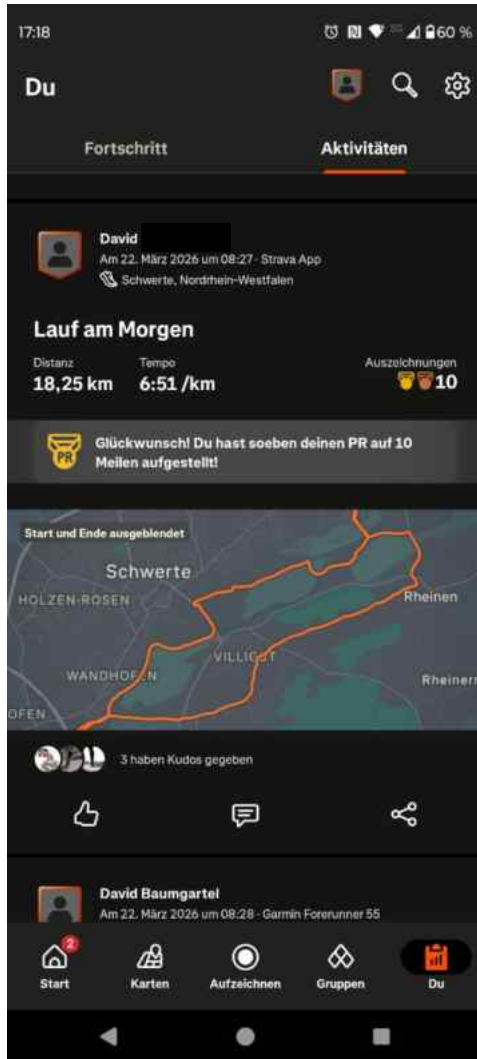 17:18
60 %
Du
Fortschritt
Aktivitäten
David
Am 22. März 2026 um 08:27 · Strava App
Schwerte, Nordrhein-Westfalen
Lauf am Morgen
Distanz
Tempo
Auszeichnungen
18,25 km
6:51 /km
10
PR
Glückwunsch! Du hast soeben deinen PR auf 10
Meilen aufgestellt!
Start und Ende ausgeblendet
Schwerte
HOLZEN-ROSEN
Rheinen
VILLIGST
WANDHOFEN
Rheinern
OFEN
3 haben Kudos gegeben
David Baumgartel
Am 22. März 2026 um 08:28 · Garmin Forerunner 55
2
Start
Karten
Aufzeichnen
Gruppen
Du